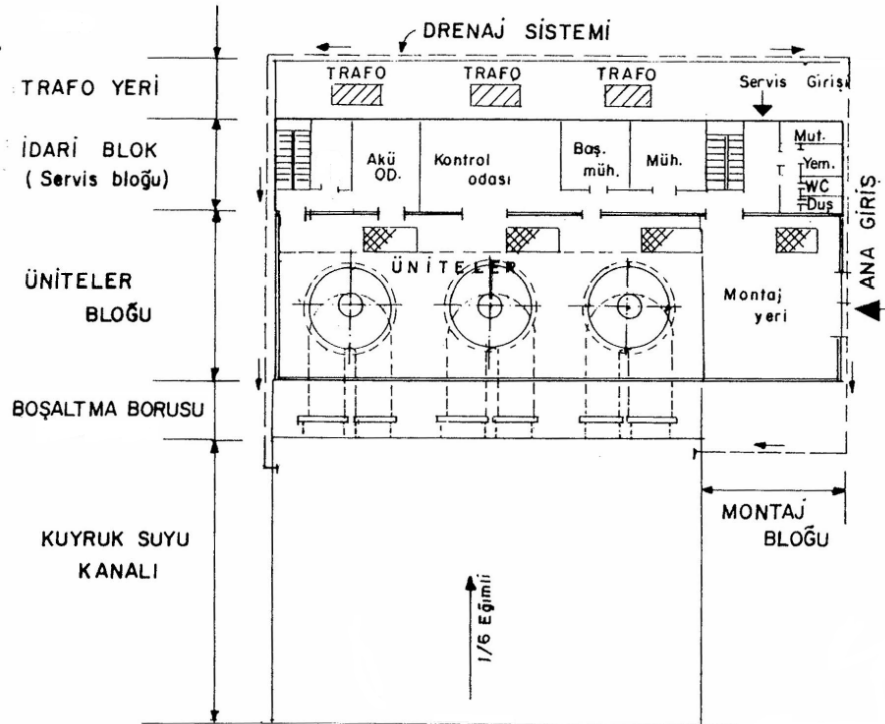 DRENAJ SİSTEMİ
TRAFO YERİ
TRAFO
TRAFO
TRAFO
Servis Girişi
İDARİ BLOK
( Servis bloğu)
Akü
OD.
Kontrol
odası
Baş.
müh.
Müh.
Mut.
Yem.
WC
Duş
ANA GİRİŞ
ÜNİTELER
BLOĞU
ÜNİTELER
Montaj
yeri
BOŞALTMA BORUSU
MONTAJ
BLOĞU
KUYRUK SUYU
KANALI
1/6 Eğimli